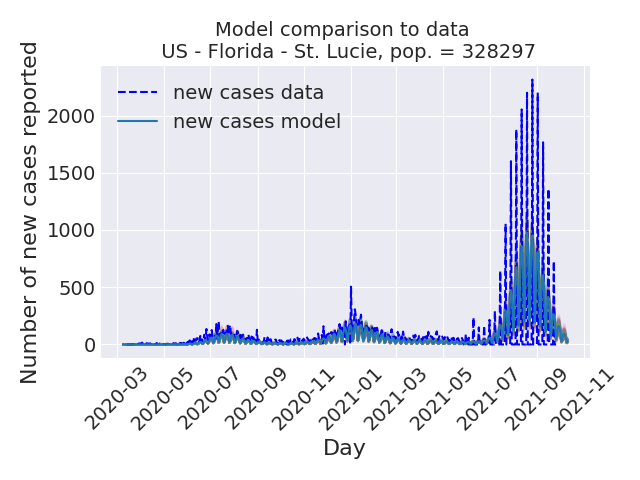 Model comparison to data
US - Florida - St. Lucie, pop. = 328297
new cases data
new cases model
Number of new cases reported
2000
1500
1000
500
0
2020-03
2020-05
2020-07
2020-09
2020-11
2021-01
2021-03
2021-05
2021-07
2021-09
2021-11
Day